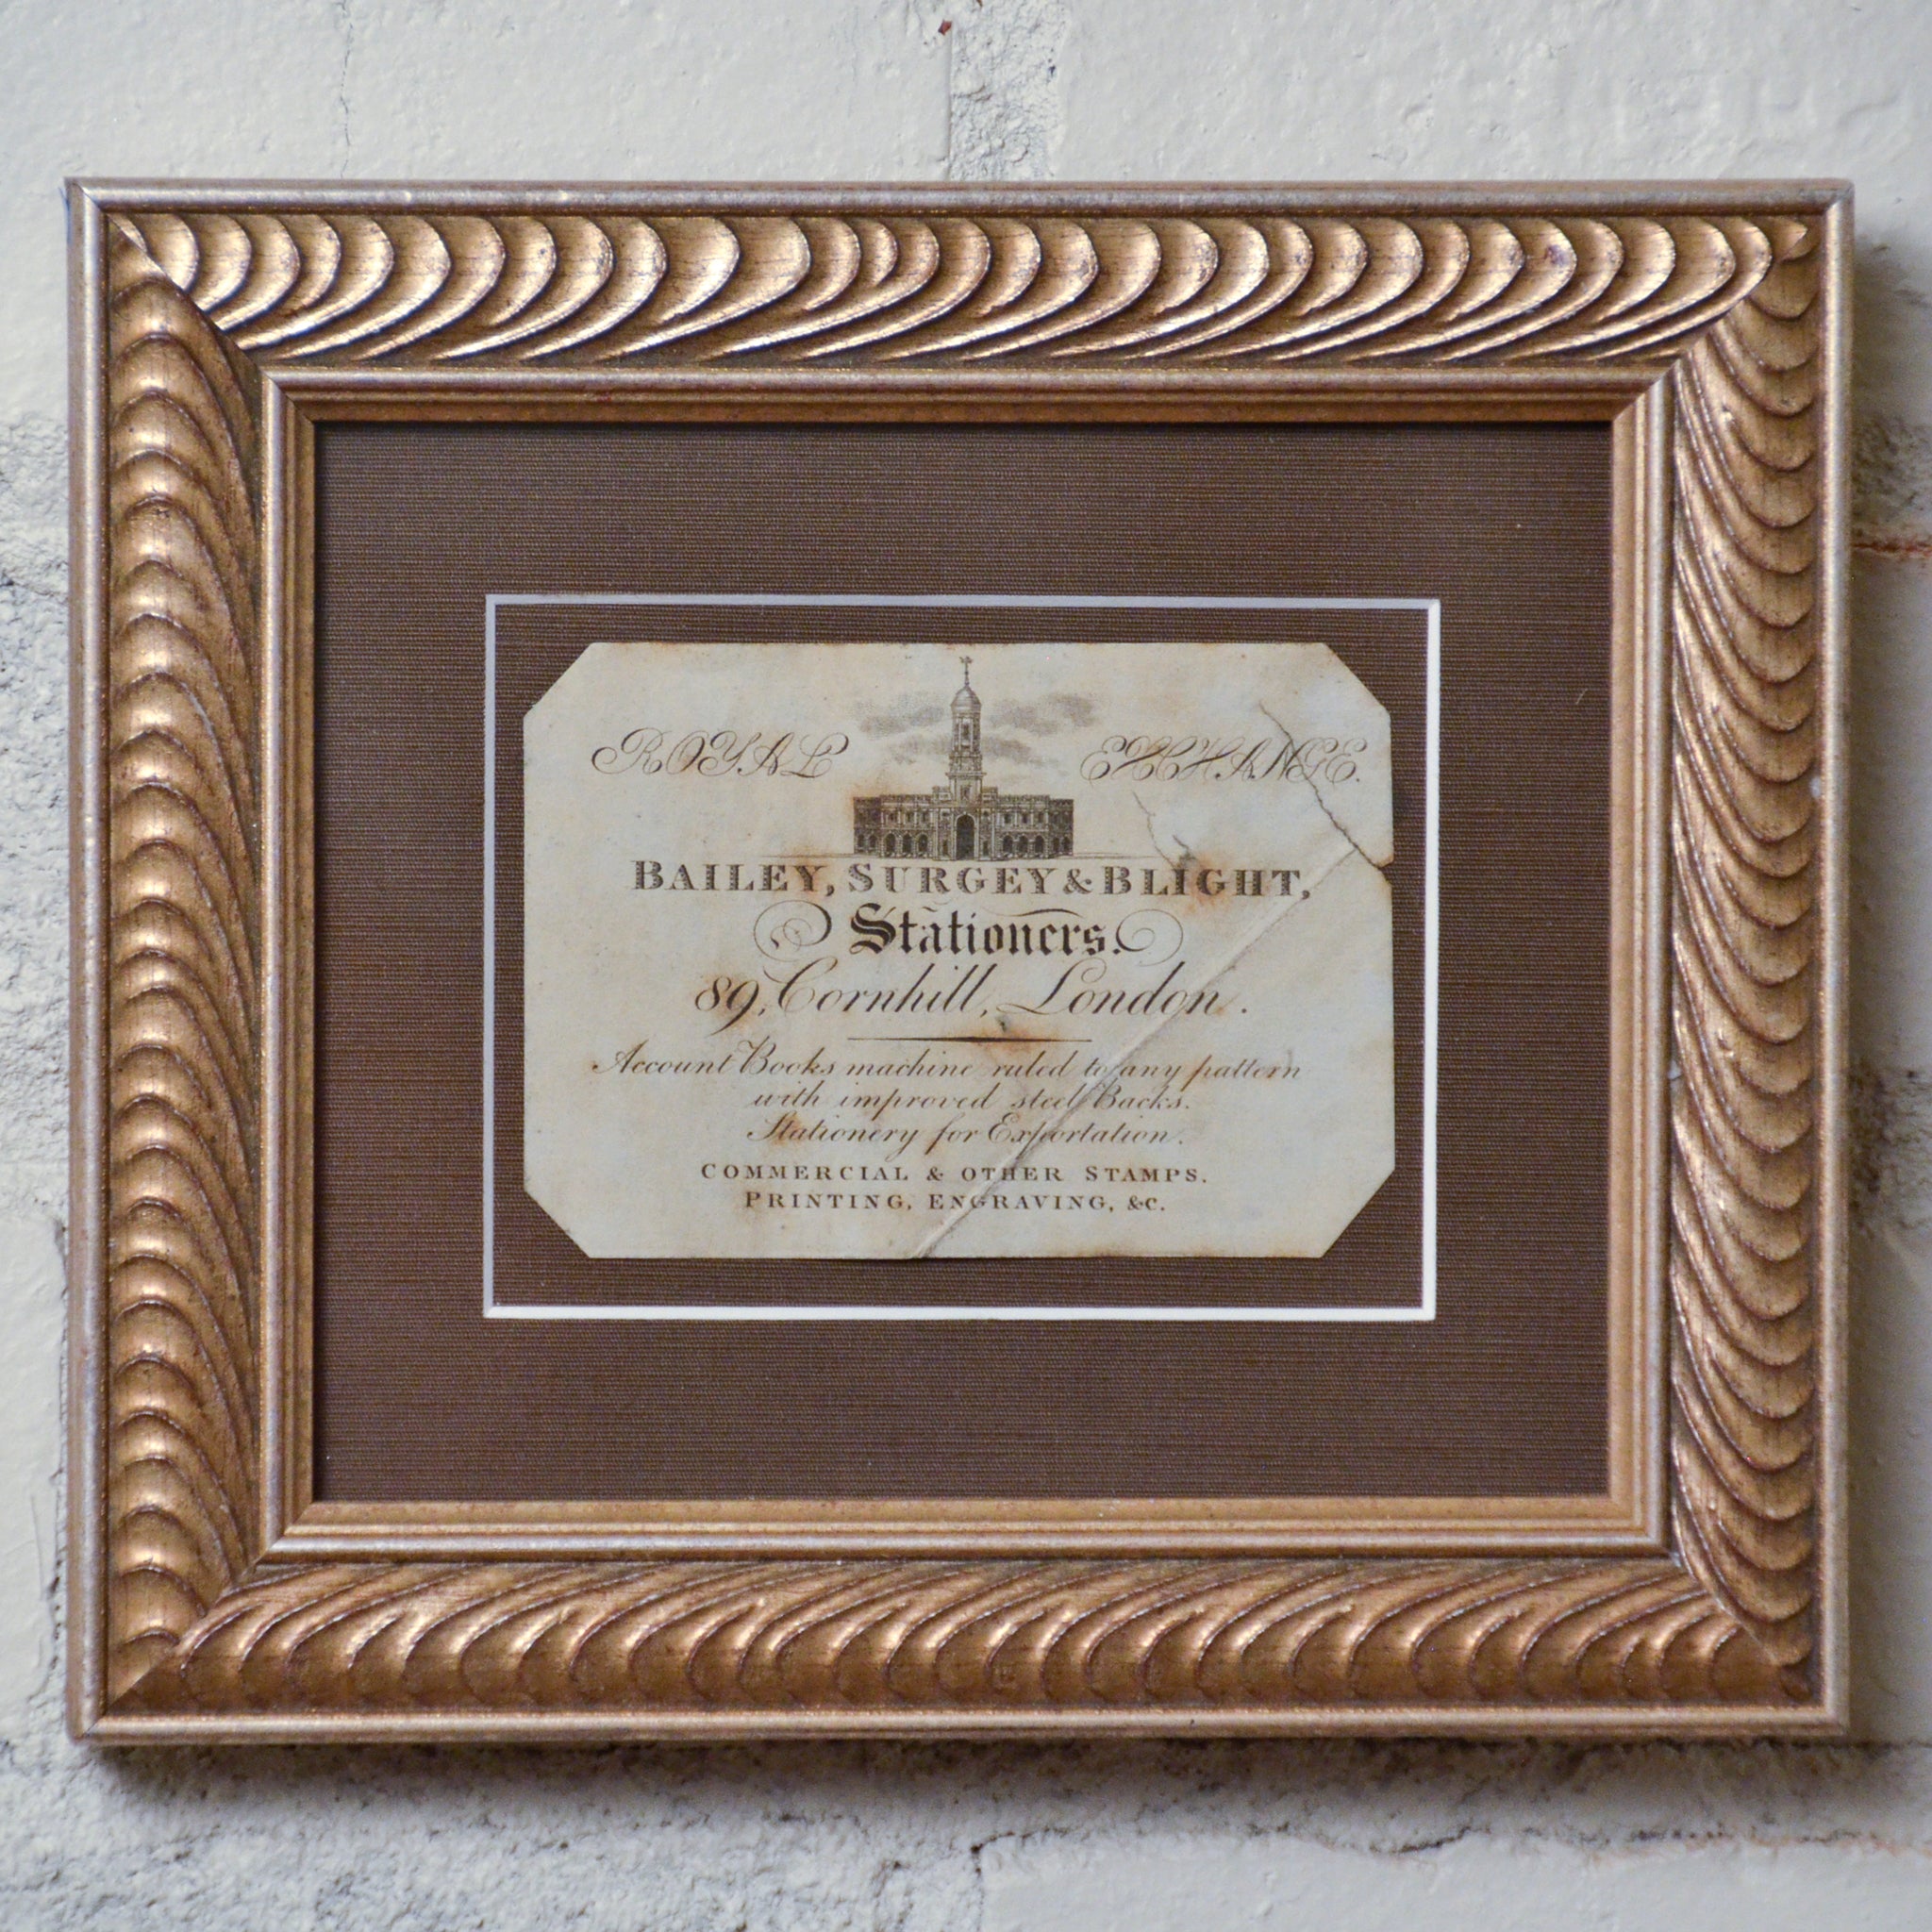 ROYAL EXCHANGE.
BAILEY, SURGEY & BLIGHT,
Stationers.
89, Cornhill, London.
Account Books machine ruled to any pattern
with improved steel Backs.
Stationery for Exportation.
COMMERCIAL & OTHER STAMPS.
PRINTING, ENGRAVING, &c.